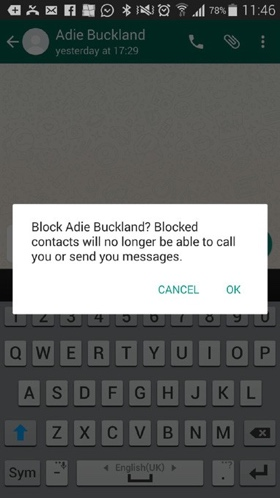 78% 11:46
Adie Buckland
yesterday at 17:29
Block Adie Buckland? Blocked
contacts will no longer be able to call
you or send you messages.
CANCEL OK
1 2 3 4 5 6 7 8 9 0
Q W E R T Y U I O P
A S D F G H J K L
Z X C V B N M
Sym English(UK) .?